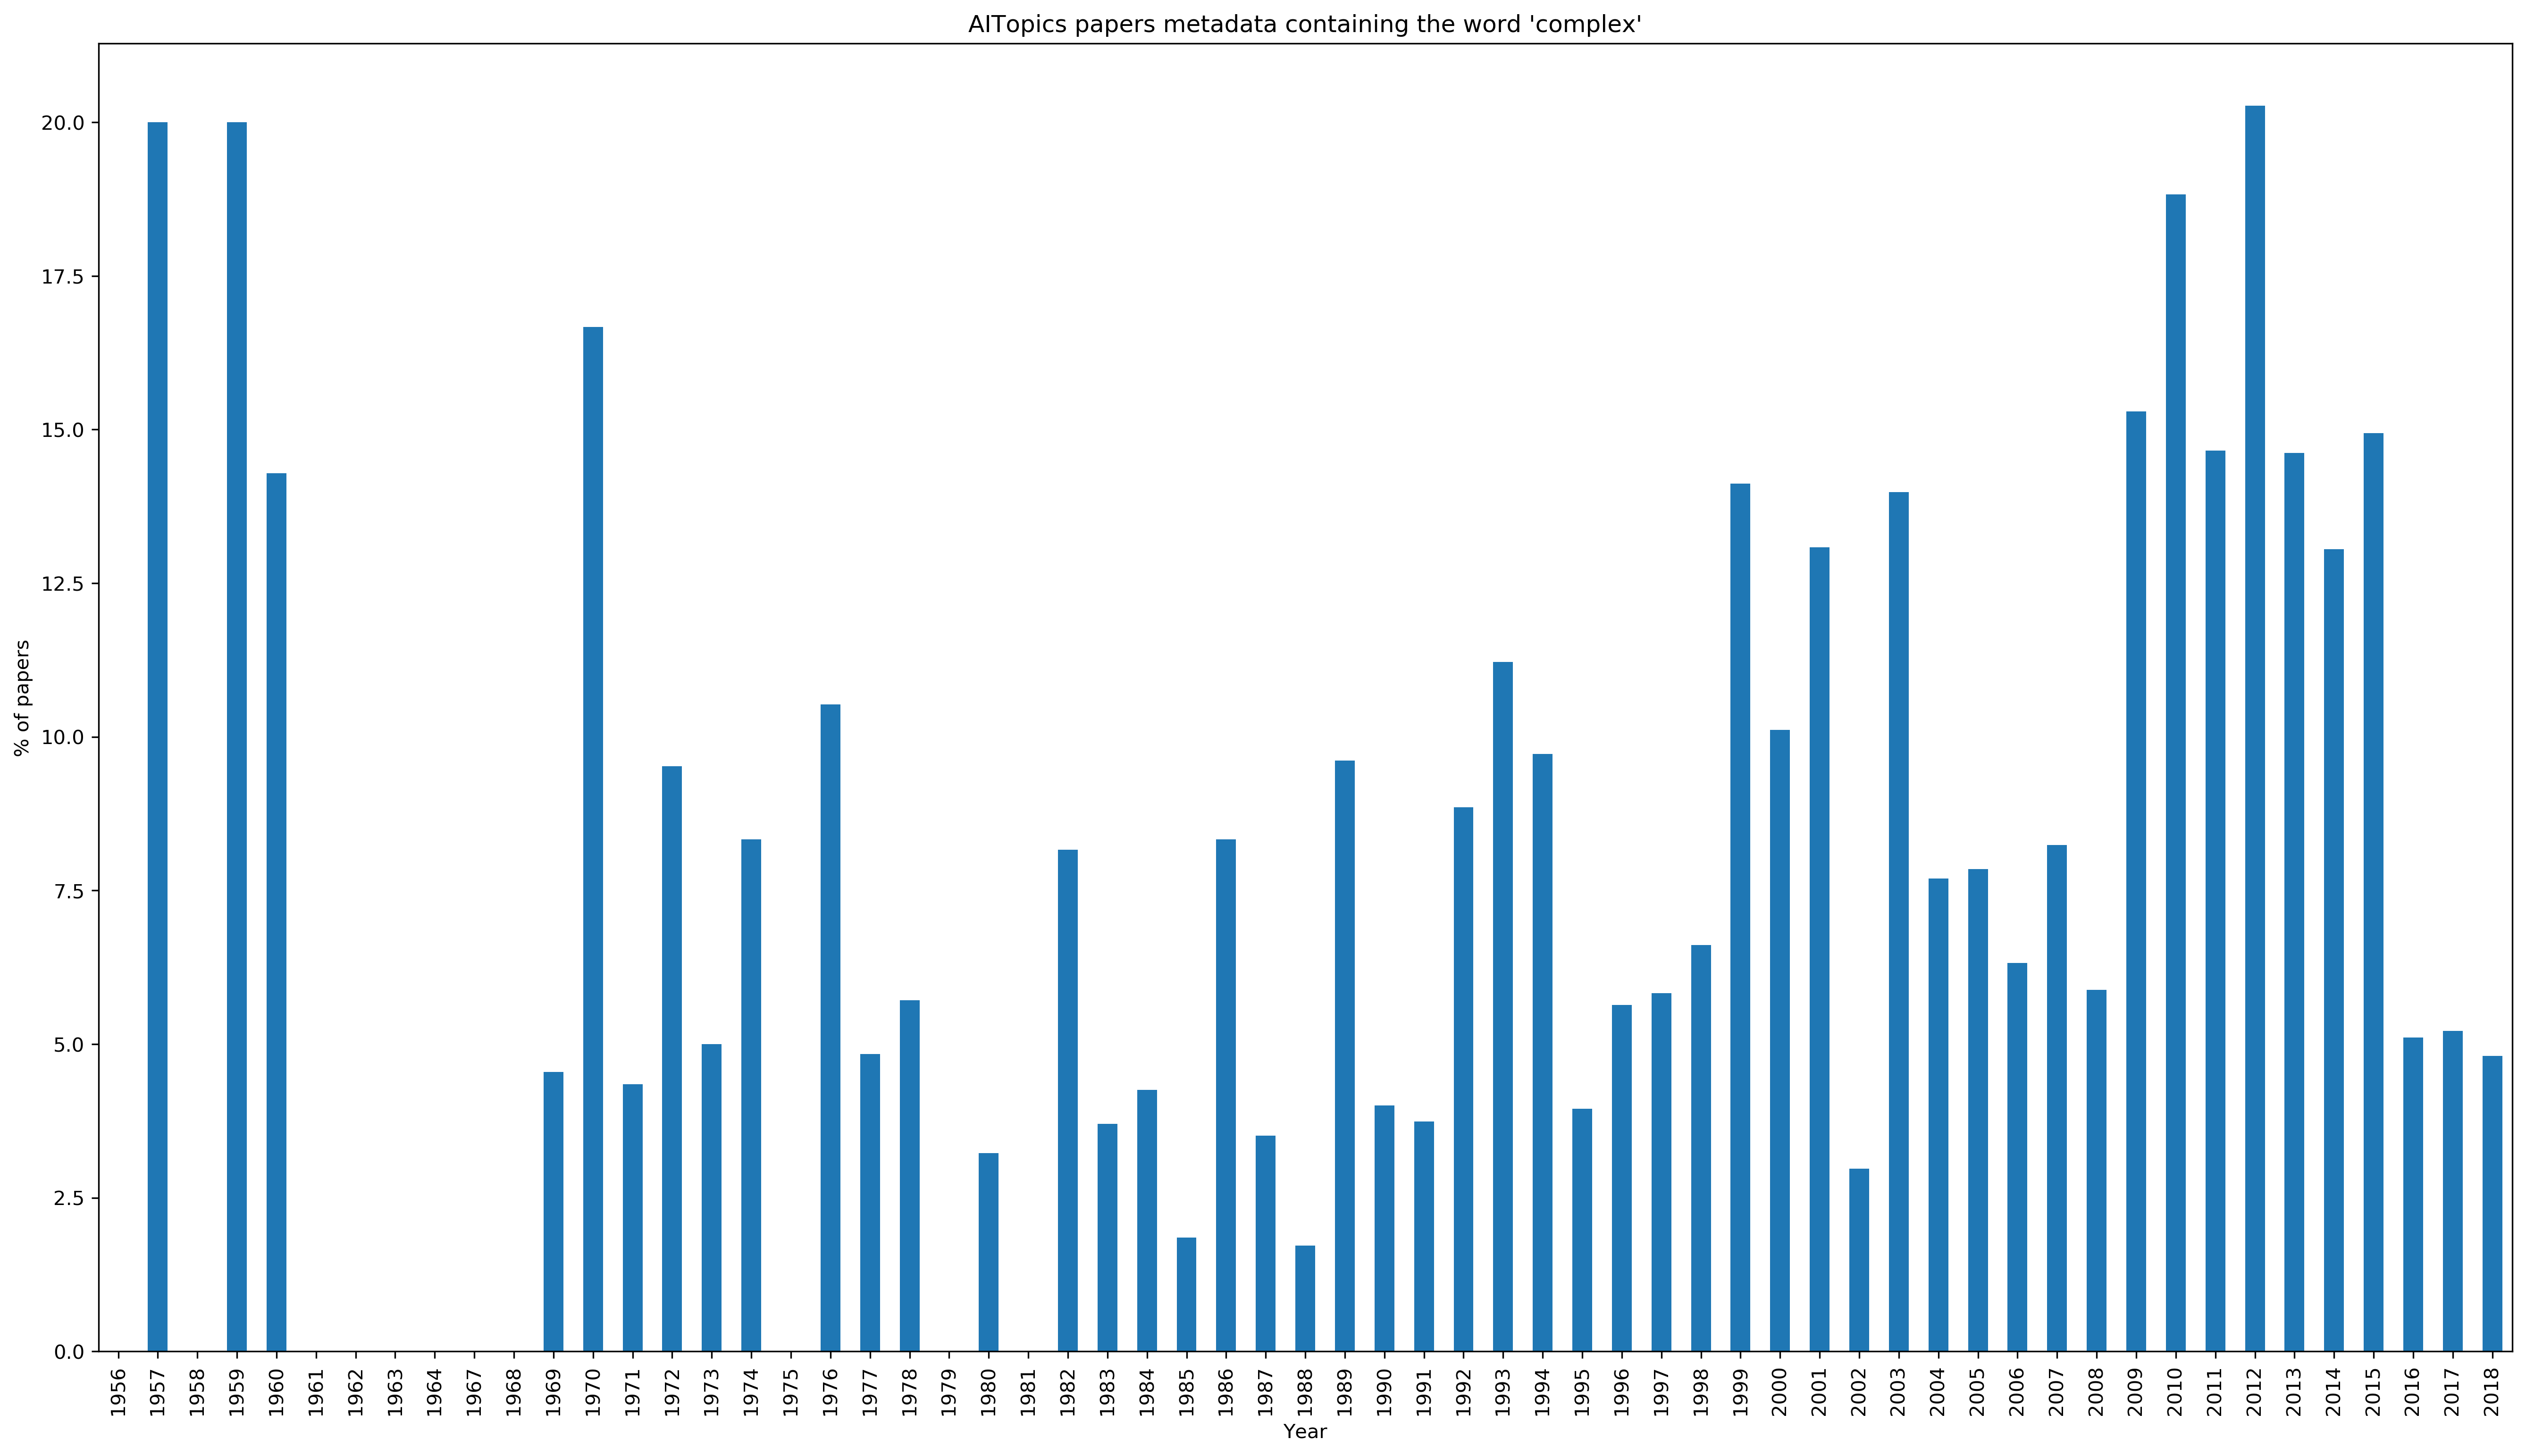 AITopics papers metadata containing the word 'complex'
% of papers
20.0
17.5
15.0
12.5
10.0
7.5
5.0
2.5
0.0
1956 1957 1958 1959 1960 1961 1962 1963 1964 1967 1968 1969 1970 1971 1972 1973 1974 1975 1976 1977 1978 1979 1980 1981 1982 1983 1984 1985 1986 1987 1988 1989 1990 1991 1992 1993 1994 1995 1996 1997 1998 1999 2000 2001 2002 2003 2004 2005 2006 2007 2008 2009 2010 2011 2012 2013 2014 2015 2016 2017 2018
Year